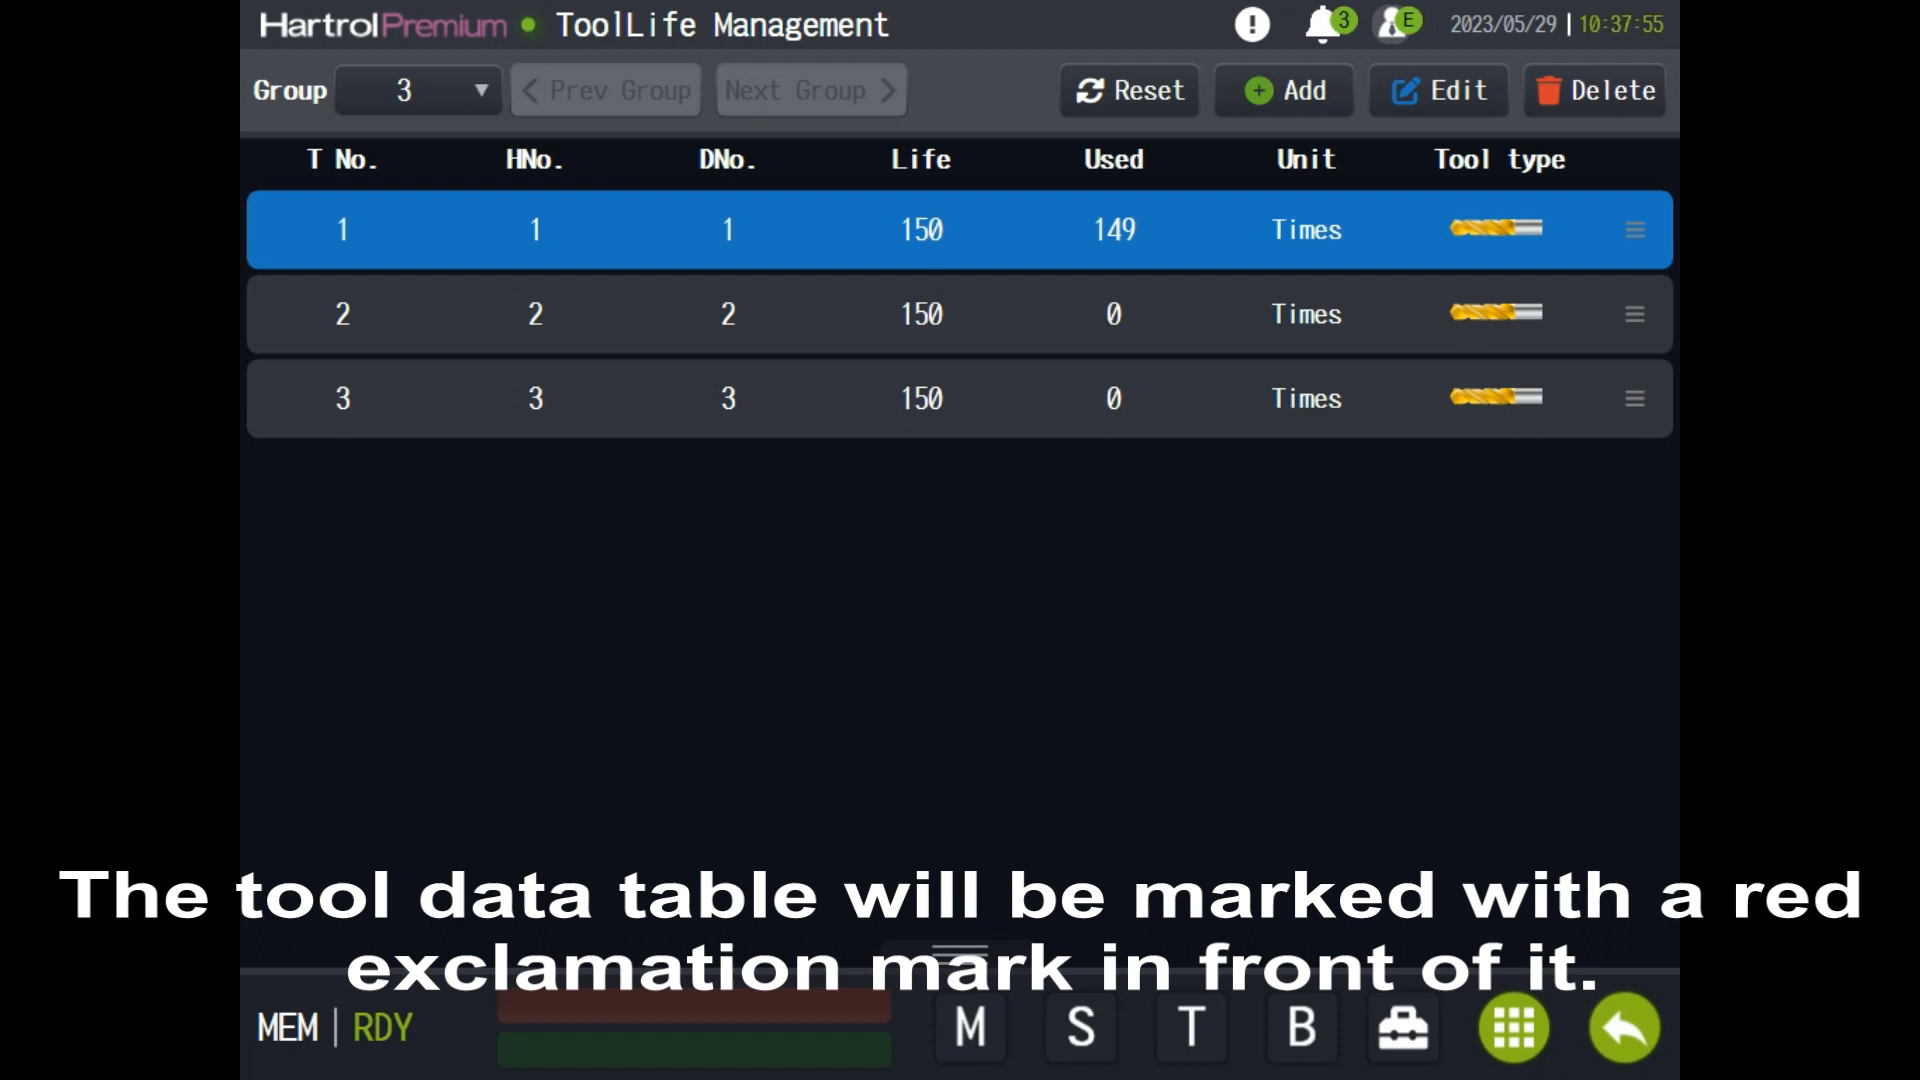 HartrolPremium ToolLife Management 3 E 2023/05/29 | 10:37:55
Group 3 Prev Group Next Group Reset Add Edit Delete
T No. HNo. DNo. Life Used Unit Tool type
1 1 1 150 149 Times
2 2 2 150 0 Times
3 3 3 150 0 Times
The tool data table will be marked with a red
exclamation mark in front of it.
MEM | RDY M S T B